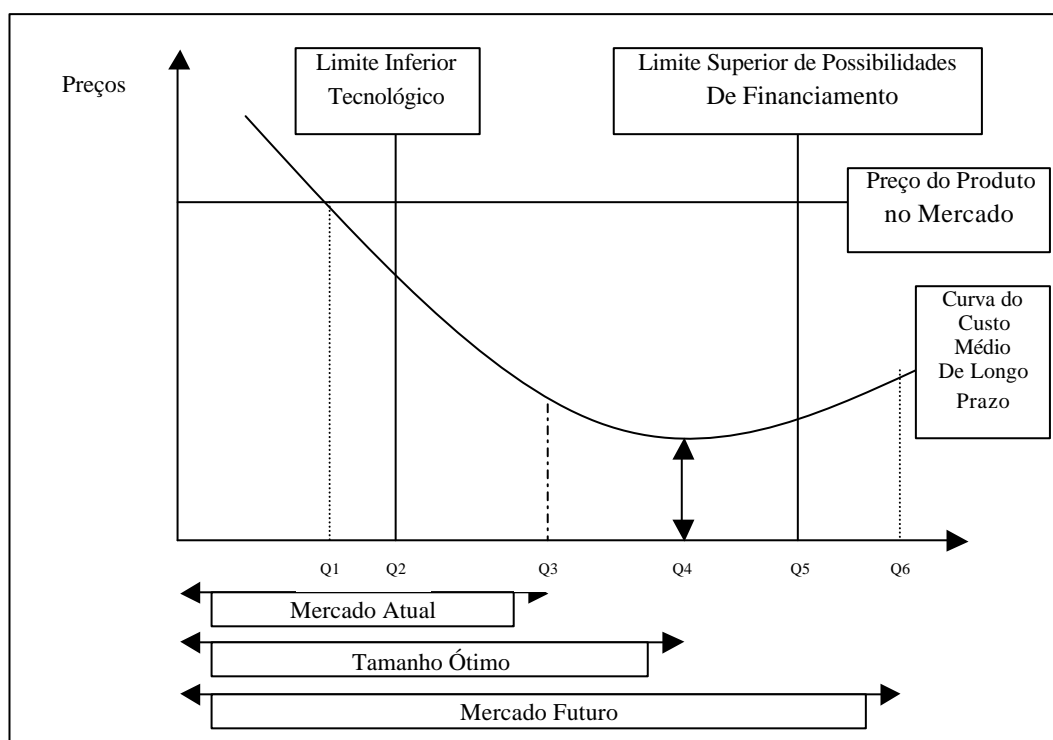 Preços
Limite Inferior
Tecnológico
Limite Superior de Possibilidades
De Financiamento
Preço do Produto
no Mercado
Curva do
Custo
Médio
De Longo
Prazo
Q1 Q2 Q3 Q4 Q5 Q6
Mercado Atual
Tamanho Ótimo
Mercado Futuro